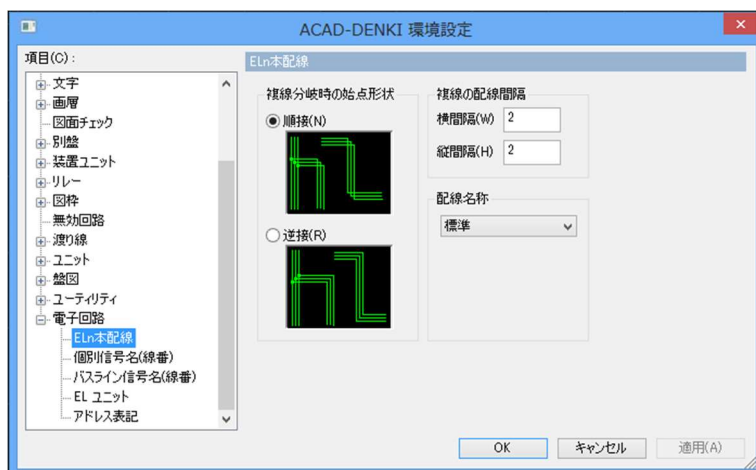 ACAD-DENKI 環境設定
項目(C):
文字
画層
図面チェック
別盤
装置ユニット
リレー
図枠
無効回路
渡り線
ユニット
盤図
ユーティリティ
電子回路
ELn本配線
個別信号名(線番)
バスライン信号名(線番)
EL ユニット
アドレス表記
ELn本配線
複線分岐時の始点形状
順接(N)
逆接(R)
複線の配線間隔
横間隔(W) 2
縦間隔(H) 2
配線名称
標準
OK キャンセル 適用(A)